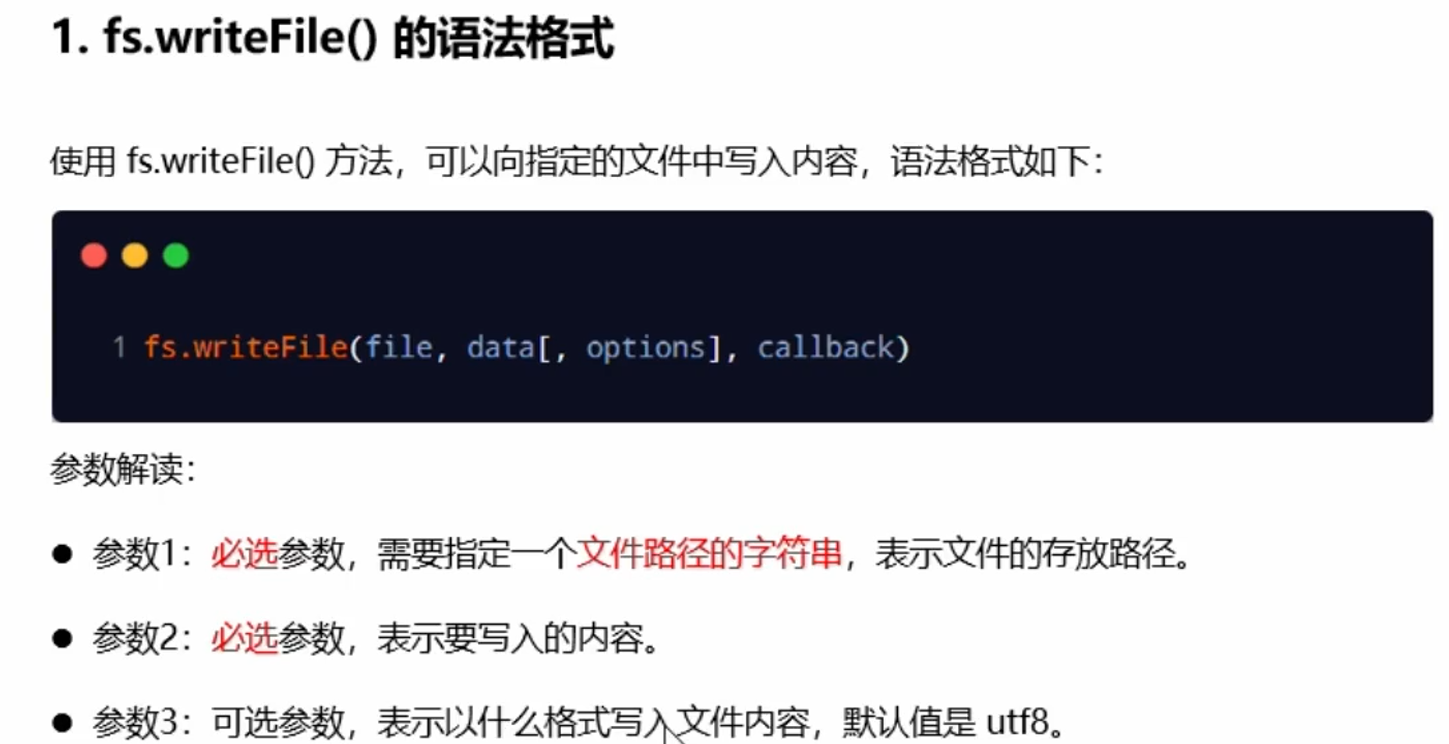 1. fs.writeFile() 的语法格式
使用 fs.writeFile() 方法，可以向指定的文件中写入内容，语法格式如下：
1 fs.writeFile(file, data[, options], callback)
参数解读：
● 参数1：必选参数，需要指定一个文件路径的字符串，表示文件的存放路径。
● 参数2：必选参数，表示要写入的内容。
● 参数3：可选参数，表示以什么格式写入文件内容，默认值是 utf8。